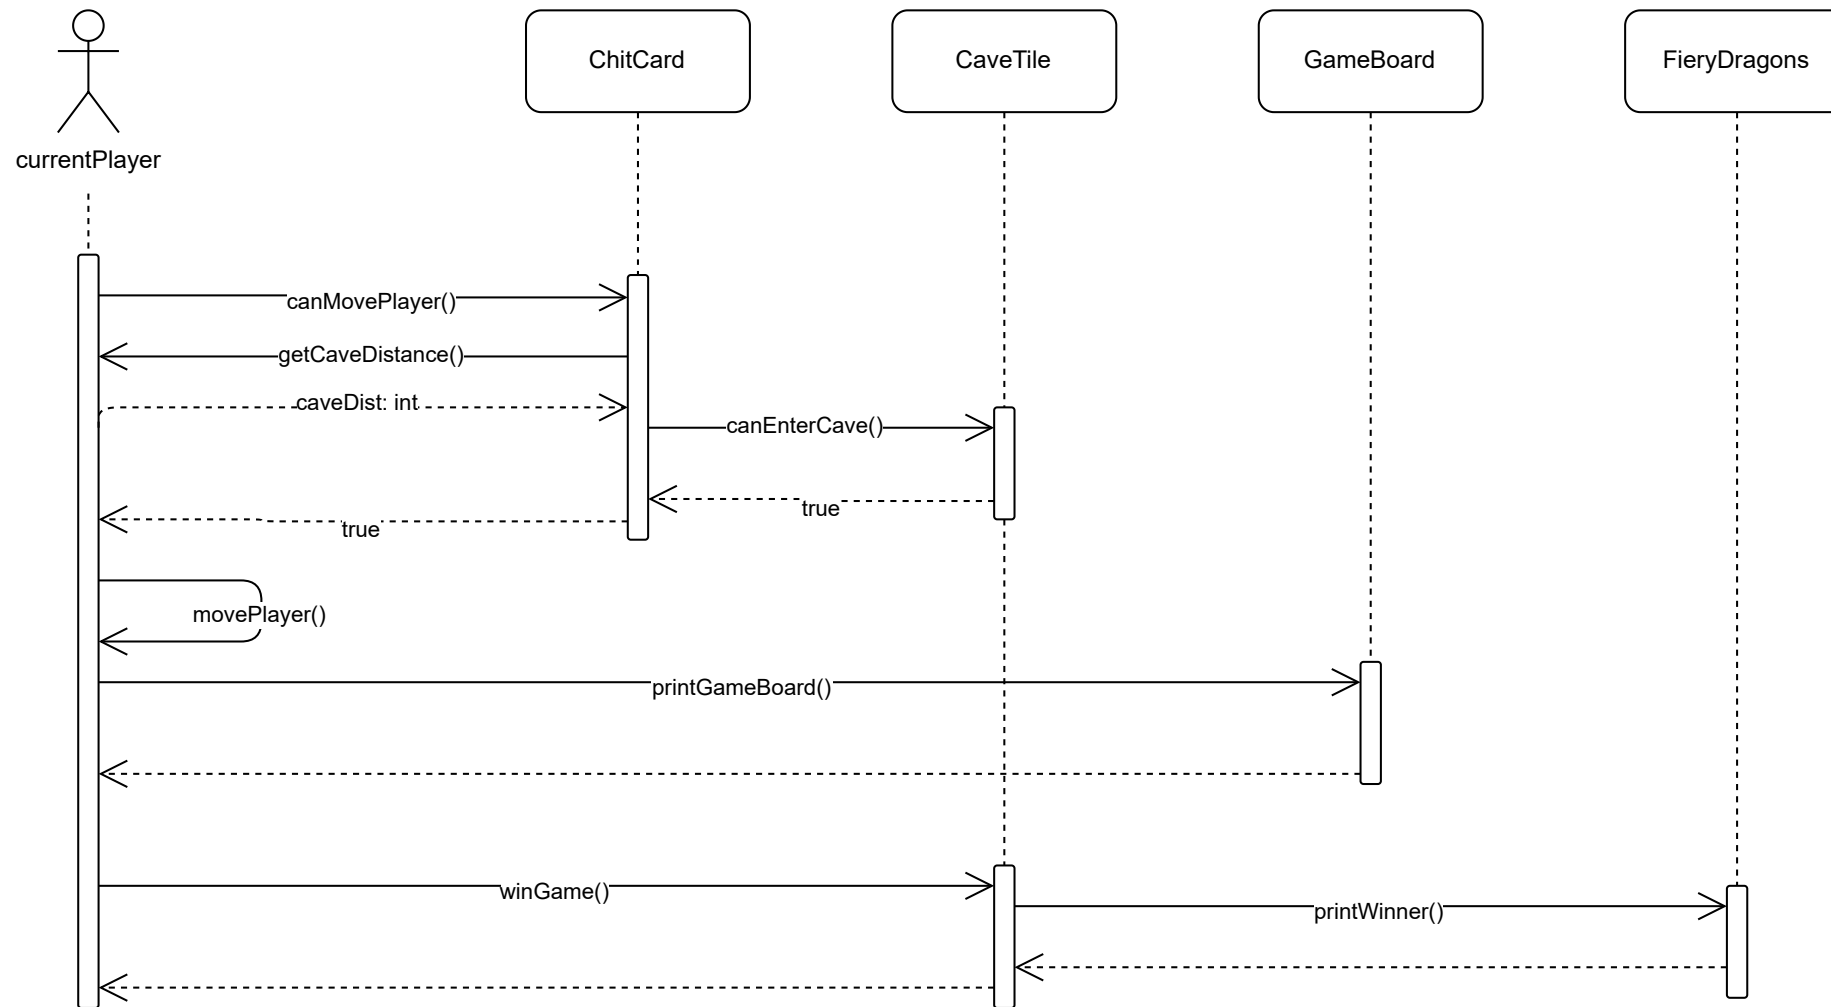 ChitCard
CaveTile
GameBoard
FieryDragons
currentPlayer
canMovePlayer()
getCaveDistance()
caveDist: int
canEnterCave()
true
true
movePlayer()
printGameBoard()
winGame()
printWinner()